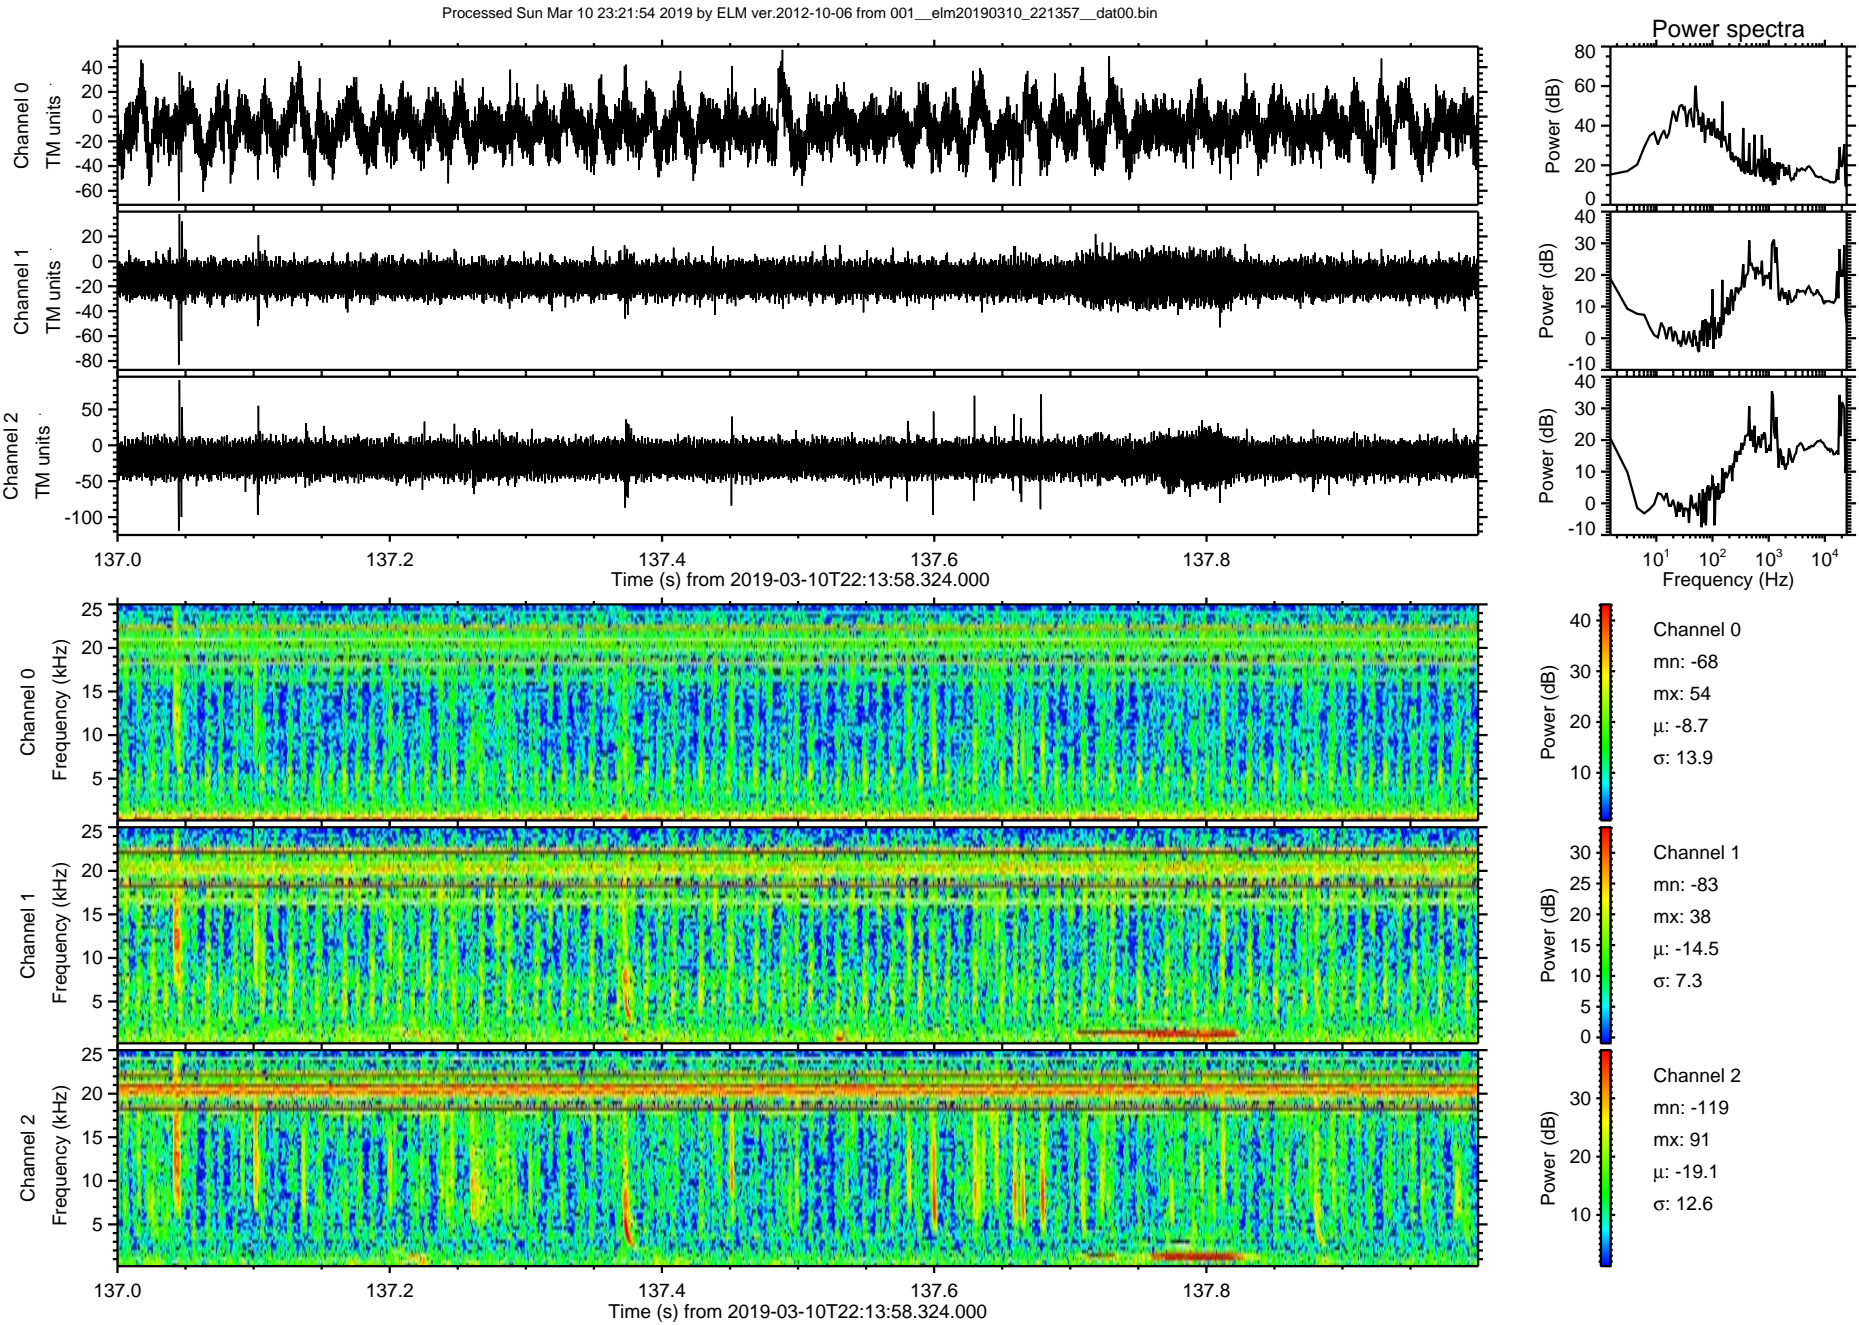 Processed Sun Mar 10 23:21:54 2019 by ELM ver.2012-10-06 from 001__elm20190310_221357__dat00.bin
Power spectra
Channel 0
TM units
40
20
0
-20
-40
-60
Power (dB)
80
60
40
20
0
Channel 1
TM units
20
0
-20
-40
-60
-80
Power (dB)
40
30
20
10
0
-10
Channel 2
TM units
50
0
-50
-100
Power (dB)
40
30
20
10
0
-10
137.0 137.2 137.4 137.6 137.8
Time (s) from 2019-03-10T22:13:58.324.000
10^1 10^2 10^3 10^4
Frequency (Hz)
Channel 0
Frequency (kHz)
25
20
15
10
5
Power (dB)
40
30
20
10
Channel 0
mn: -68
mx: 54
μ: -8.7
σ: 13.9
Channel 1
Frequency (kHz)
25
20
15
10
5
Power (dB)
30
25
20
15
10
5
0
Channel 1
mn: -83
mx: 38
μ: -14.5
σ: 7.3
Channel 2
Frequency (kHz)
25
20
15
10
5
Power (dB)
30
20
10
Channel 2
mn: -119
mx: 91
μ: -19.1
σ: 12.6
137.0 137.2 137.4 137.6 137.8
Time (s) from 2019-03-10T22:13:58.324.000